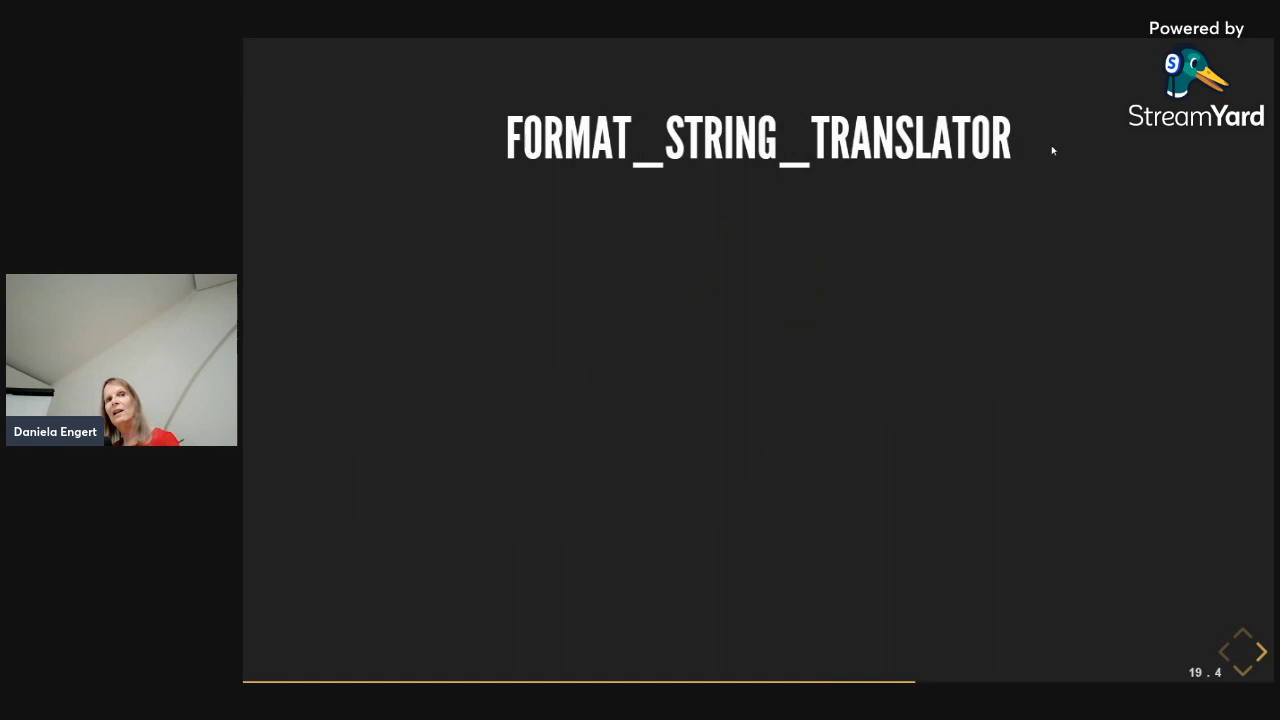 Powered by
StreamYard
FORMAT_STRING_TRANSLATOR
Daniela Engert
19 . 4